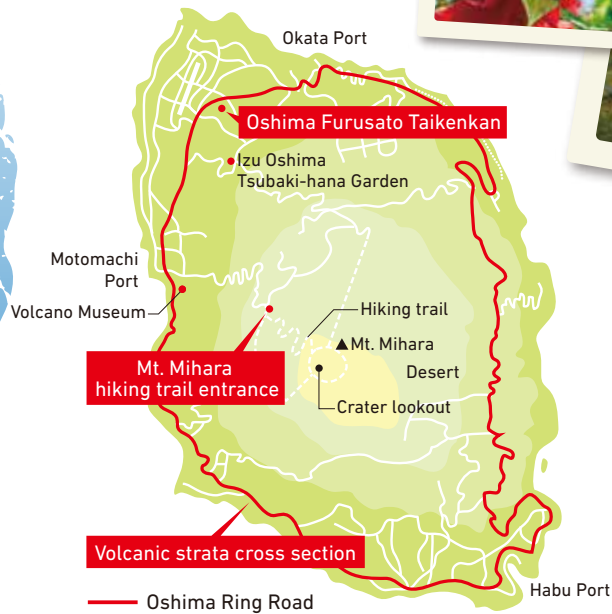 Okata Port
Oshima Furusato Taikenkan
Izu Oshima
Tsubaki-hana Garden
Motomachi
Port
Volcano Museum
Hiking trail
Mt. Mihara
Mt. Mihara
hiking trail entrance
Desert
Crater lookout
Volcanic strata cross section
Habu Port
Oshima Ring Road